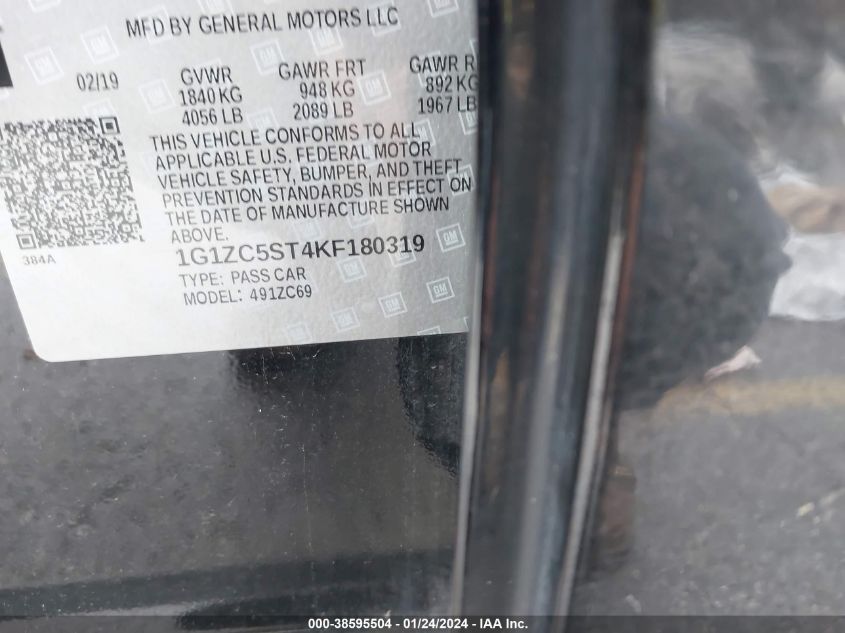 MFD BY GENERAL MOTORS LLC
02/19 GVWR GAWR FRT GAWR R
1840 KG 948 KG 892 KG
4056 LB 2089 LB 1967 LB
THIS VEHICLE CONFORMS TO ALL
APPLICABLE U.S. FEDERAL MOTOR
VEHICLE SAFETY, BUMPER, AND THEFT
PREVENTION STANDARDS IN EFFECT ON
THE DATE OF MANUFACTURE SHOWN
ABOVE.
384A 1G1ZC5ST4KF180319
TYPE: PASS CAR
MODEL: 491ZC69
000-38595504 - 01/24/2024 - IAA Inc.